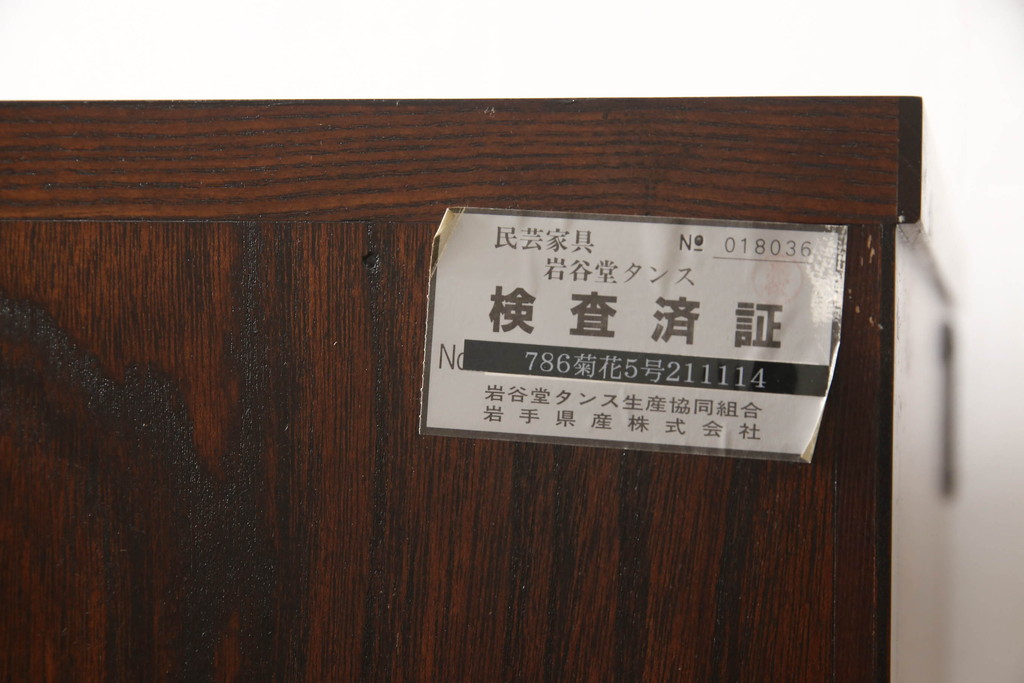 民芸家具 № 018036
岩谷堂タンス
検査済証
No 786菊花5号211114
岩谷堂タンス生産協同組合
岩手県産株式会社